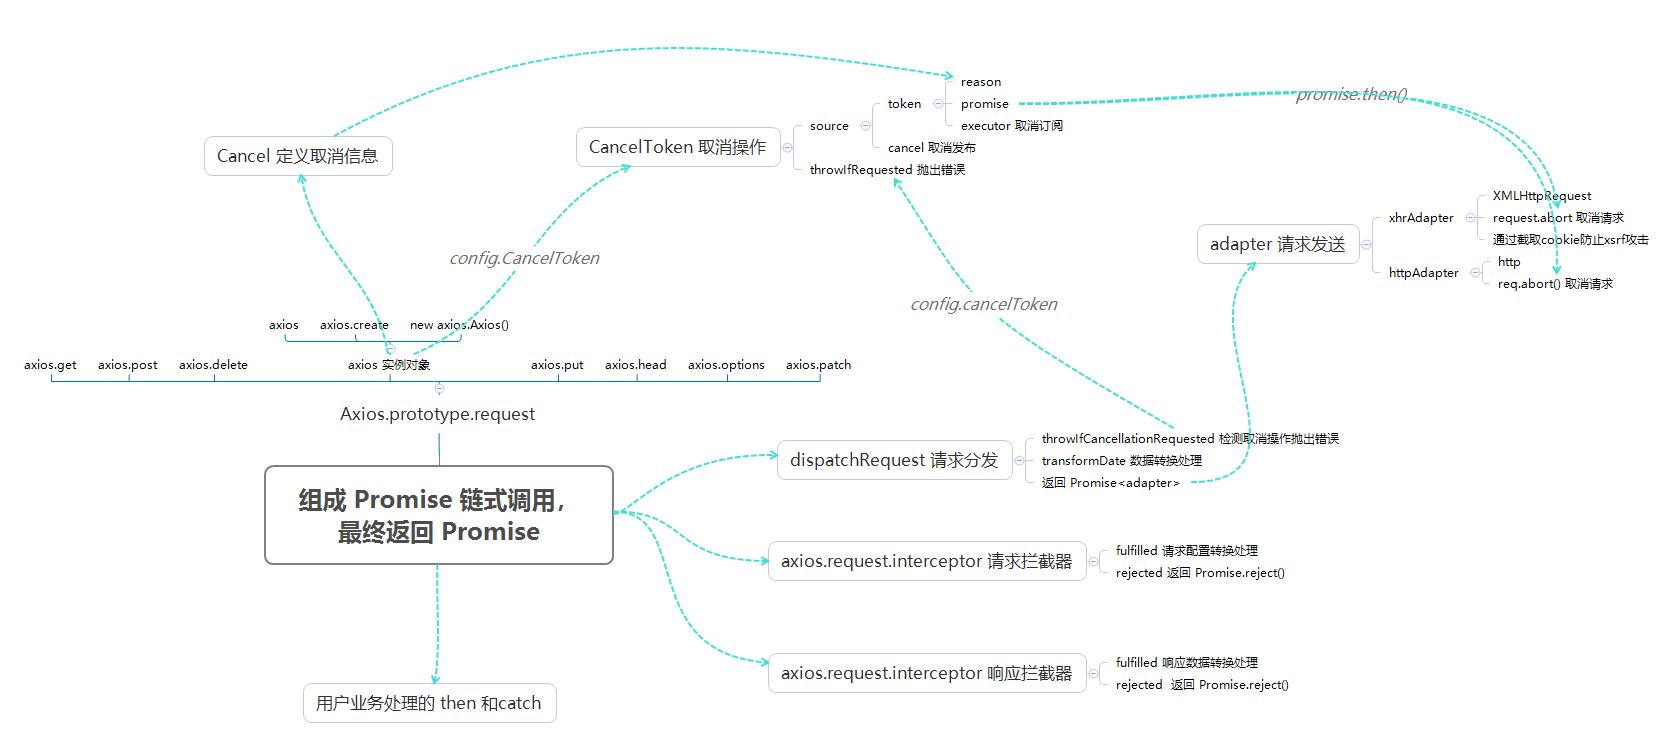 reason
token
promise
promise.then()
source
executor 取消订阅
Cancel 定义取消信息
CancelToken 取消操作
cancel 取消发布
throwIfRequested 抛出错误
XMLHttpRequest
xhrAdapter
request.abort 取消请求
adapter 请求发送
通过截取cookie防止xsrf攻击
config.CancelToken
http
httpAdapter
req.abort() 取消请求
config.cancelToken
axios
axios.create
new axios.Axios()
axios.get
axios.post
axios.delete
axios 实例对象
axios.put
axios.head
axios.options
axios.patch
Axios.prototype.request
throwIfCancellationRequested 检测取消操作抛出错误
dispatchRequest 请求分发
transformDate 数据转换处理
返回 Promise<adapter>
组成 Promise 链式调用，
最终返回 Promise
axios.request.interceptor 请求拦截器
fulfilled 请求配置转换处理
rejected 返回 Promise.reject()
axios.request.interceptor 响应拦截器
fulfilled 响应数据转换处理
rejected 返回 Promise.reject()
用户业务处理的 then 和catch